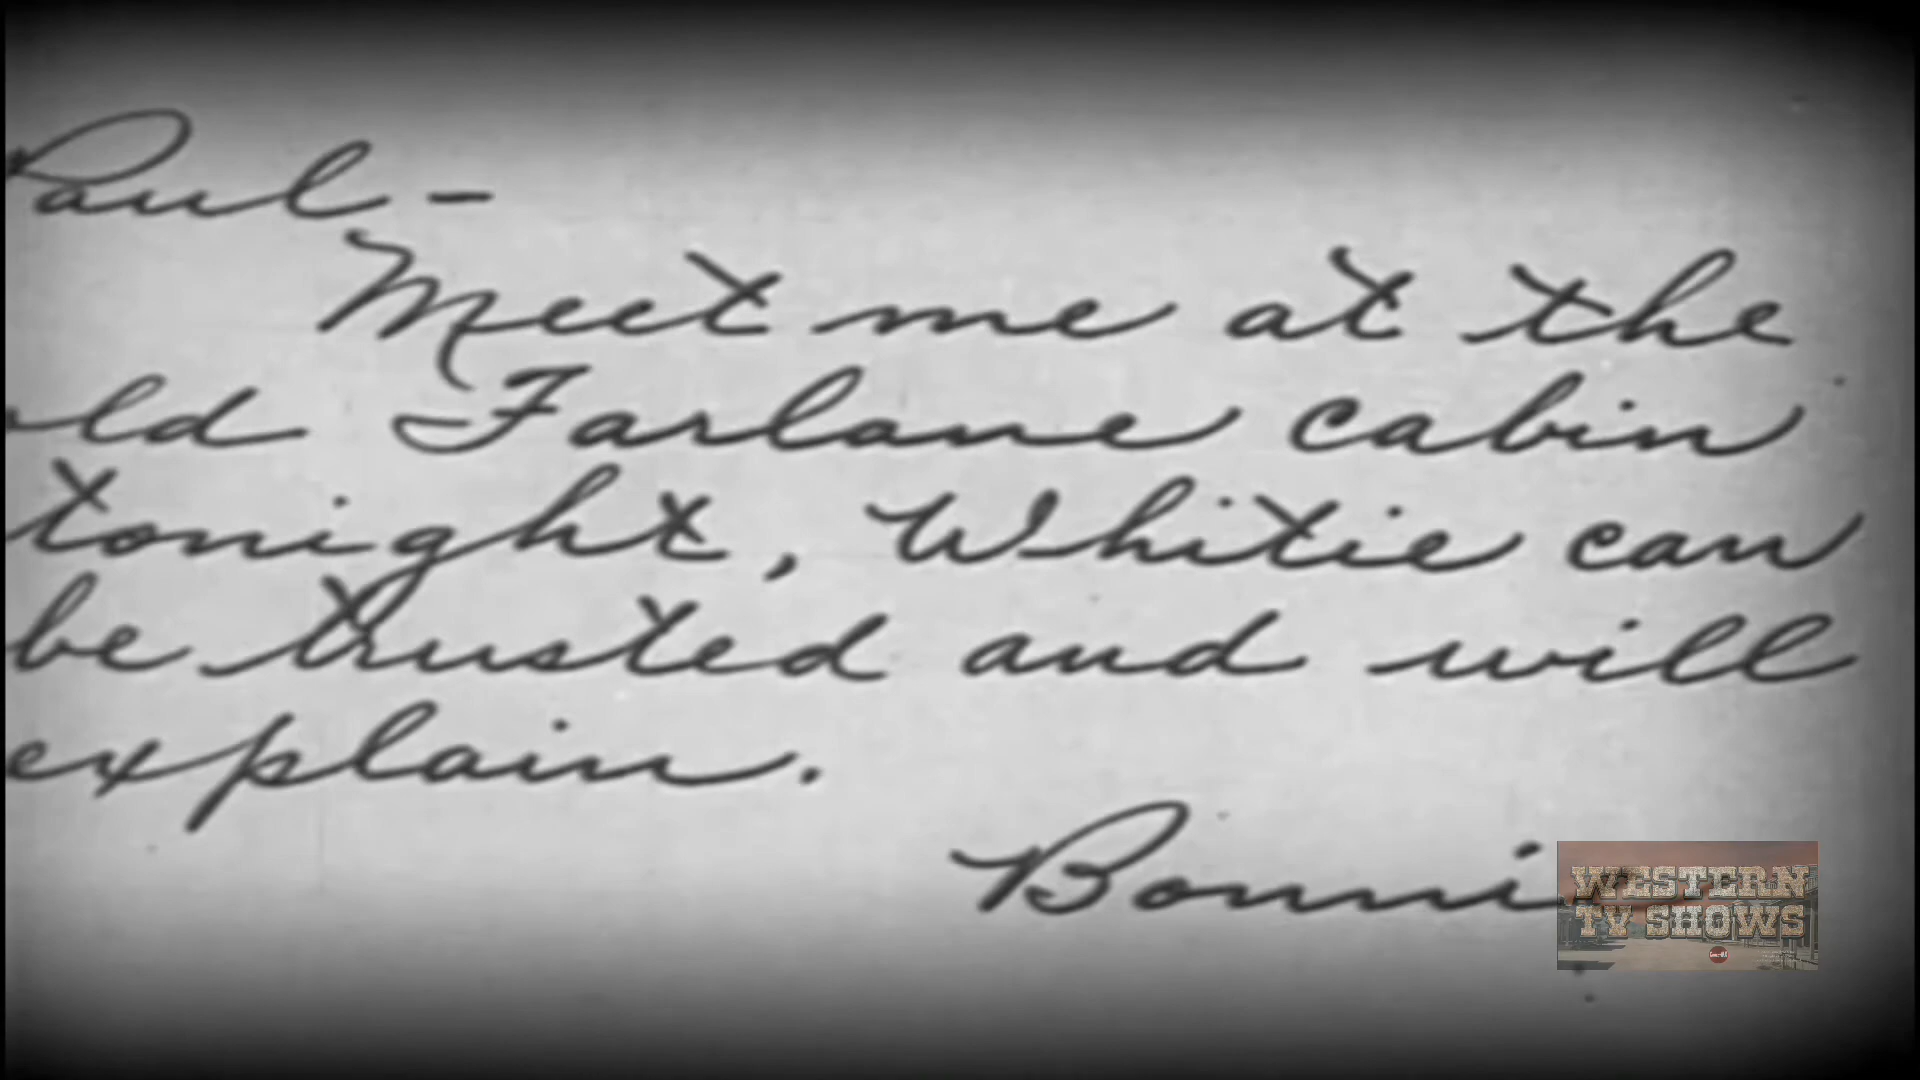 Paul -
Meet me at the
ld Farlane cabin
tonight, Whitie can
be trusted and will
explain.
Bonni
WESTERN
TV SHOWS